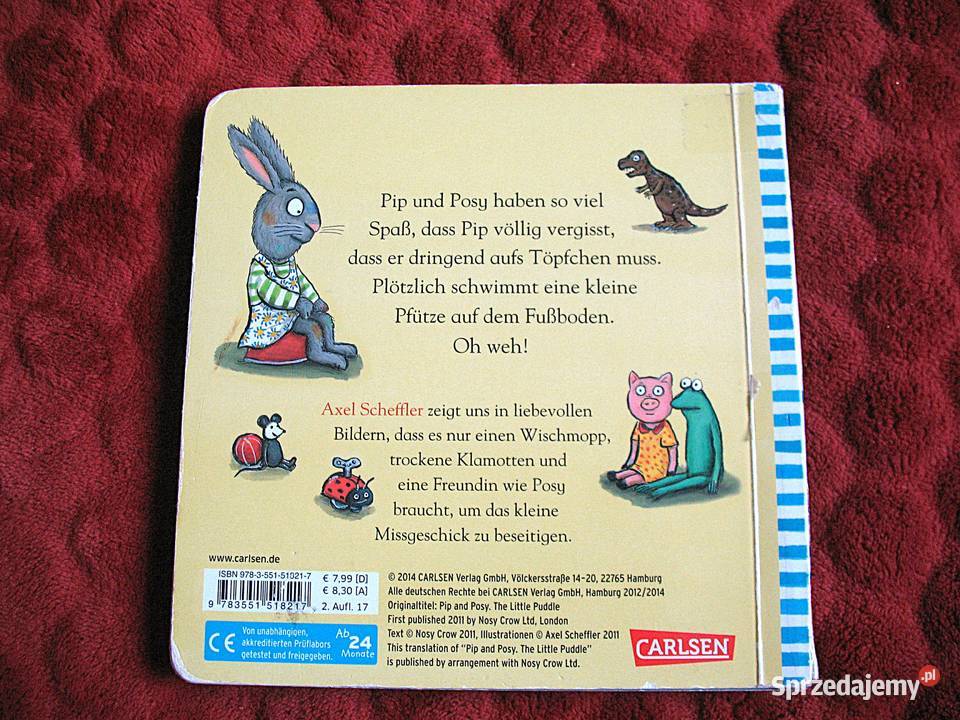 Pip und Posy haben so viel
Spaß, dass Pip völlig vergisst,
dass er dringend aufs Töpfchen muss.
Plötzlich schwimmt eine kleine
Pfütze auf dem Fußboden.
Oh weh!
Axel Scheffler zeigt uns in liebevollen
Bildern, dass es nur einen Wischmopp,
trockene Klamotten und
eine Freundin wie Posy
braucht, um das kleine
Missgeschick zu beseitigen.
www.carlsen.de
ISBN 978-3-551-51821-7
9 783551 518217
€ 7,99 [D]
€ 8,30 [A]
2. Aufl. 17
CE
Von unabhängigen,
akkreditierten Prüflabors
getestet und freigegeben.
Ab
24
Monate
© 2014 CARLSEN Verlag GmbH, Völckersstraße 14–20, 22765 Hamburg
Alle deutschen Rechte bei CARLSEN Verlag GmbH, Hamburg 2012/2014
Originaltitel: Pip and Posy. The Little Puddle
First published 2011 by Nosy Crow Ltd, London
Text © Nosy Crow 2011, Illustrationen © Axel Scheffler 2011
This translation of "Pip and Posy. The Little Puddle"
is published by arrangement with Nosy Crow Ltd.
CARLSEN
Sprzedajemy.pl